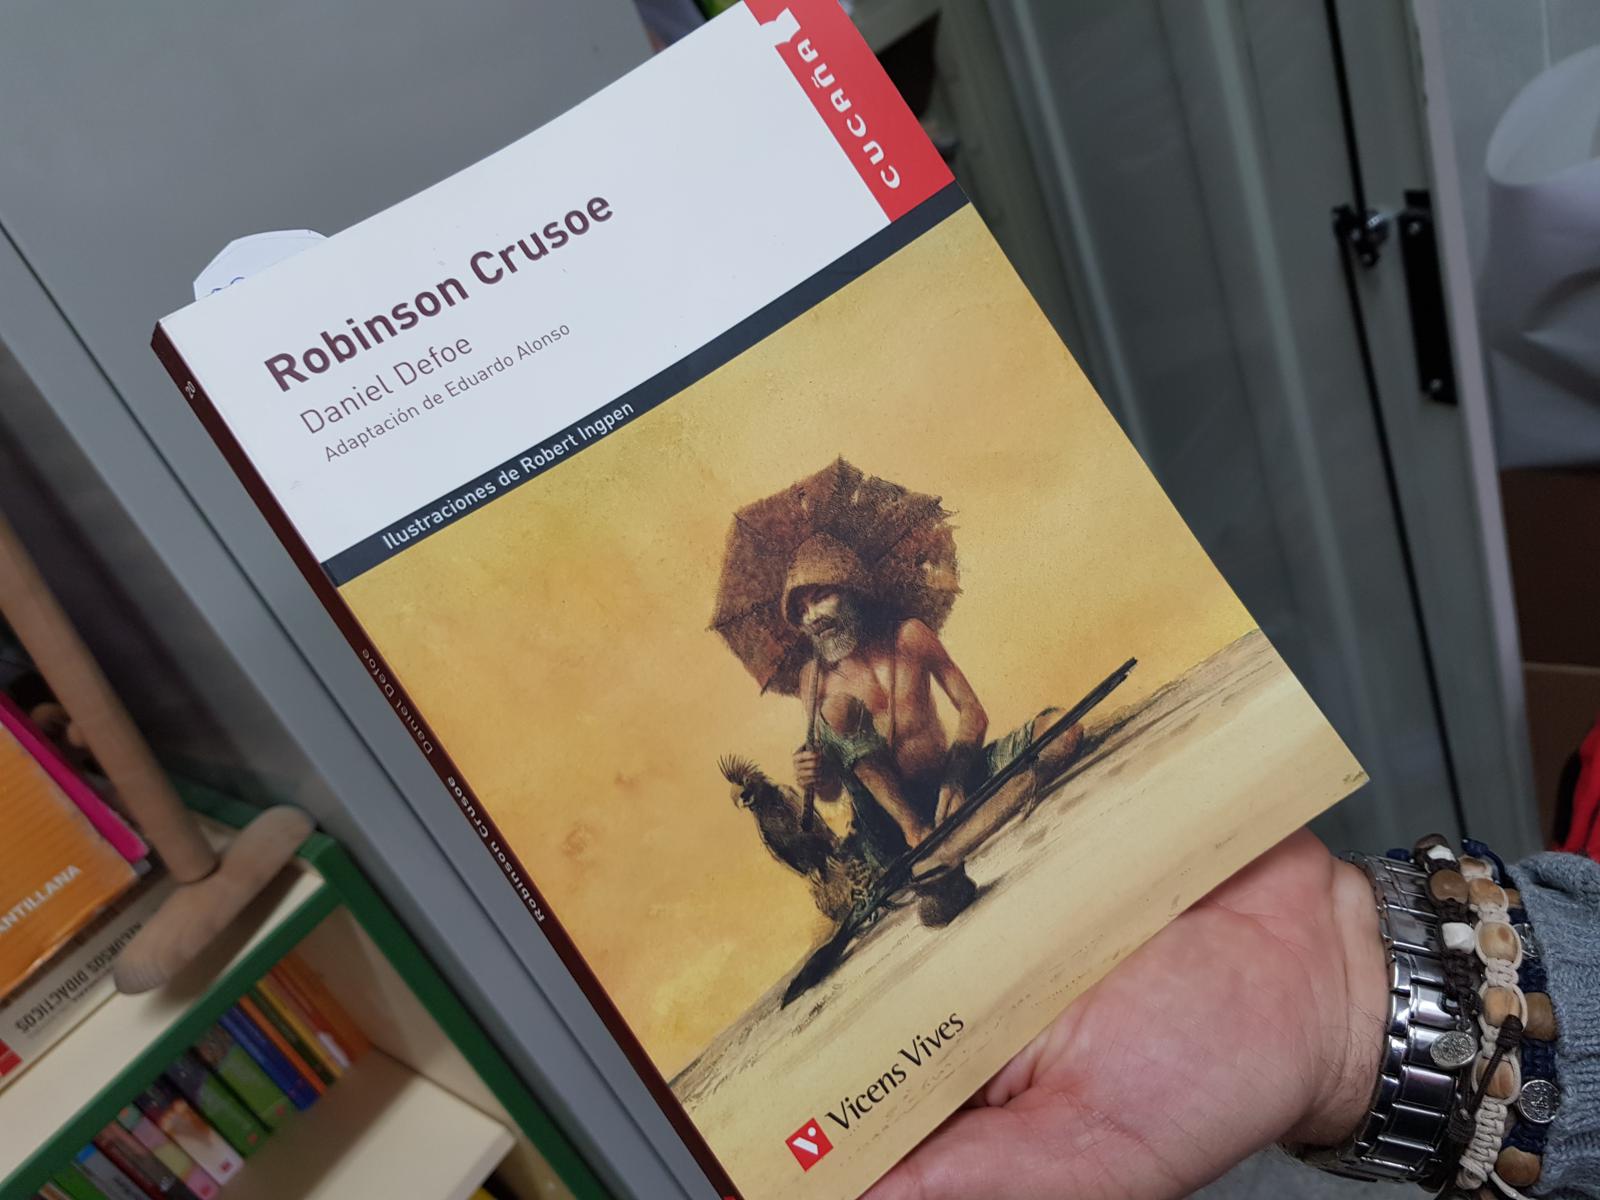 CUCAÑA
Robinson Crusoe
Daniel Defoe
Adaptación de Eduardo Alonso
Ilustraciones de Robert Ingpen
Vicens Vives
20
Daniel Defoe Robinson Crusoe
ANTILLANA
RECURSOS DIDÁCTICOS